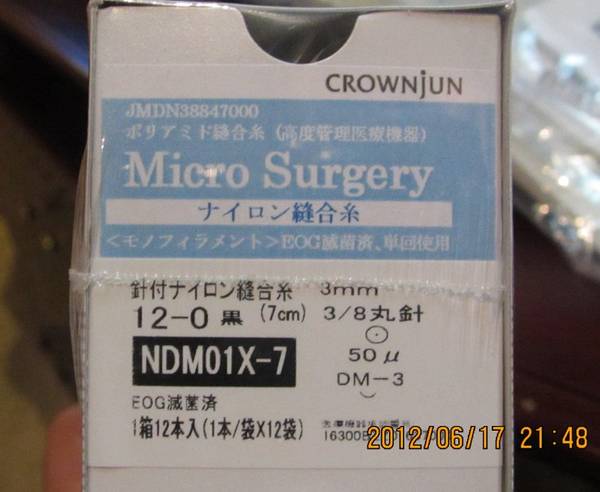 CROWNJUN
JMDN38847000
ポリアミド縫合糸（高度管理医療機器）
Micro Surgery
ナイロン縫合糸
＜モノフィラメント＞EOG滅菌済、単回使用
針付ナイロン縫合糸 3mm
12-0 黒 (7cm) 3/8丸針
NDM01X-7 50μ
DM-3
EOG滅菌済
1箱12本入(1本/袋X12袋)
16300B
2012/06/17 21:48